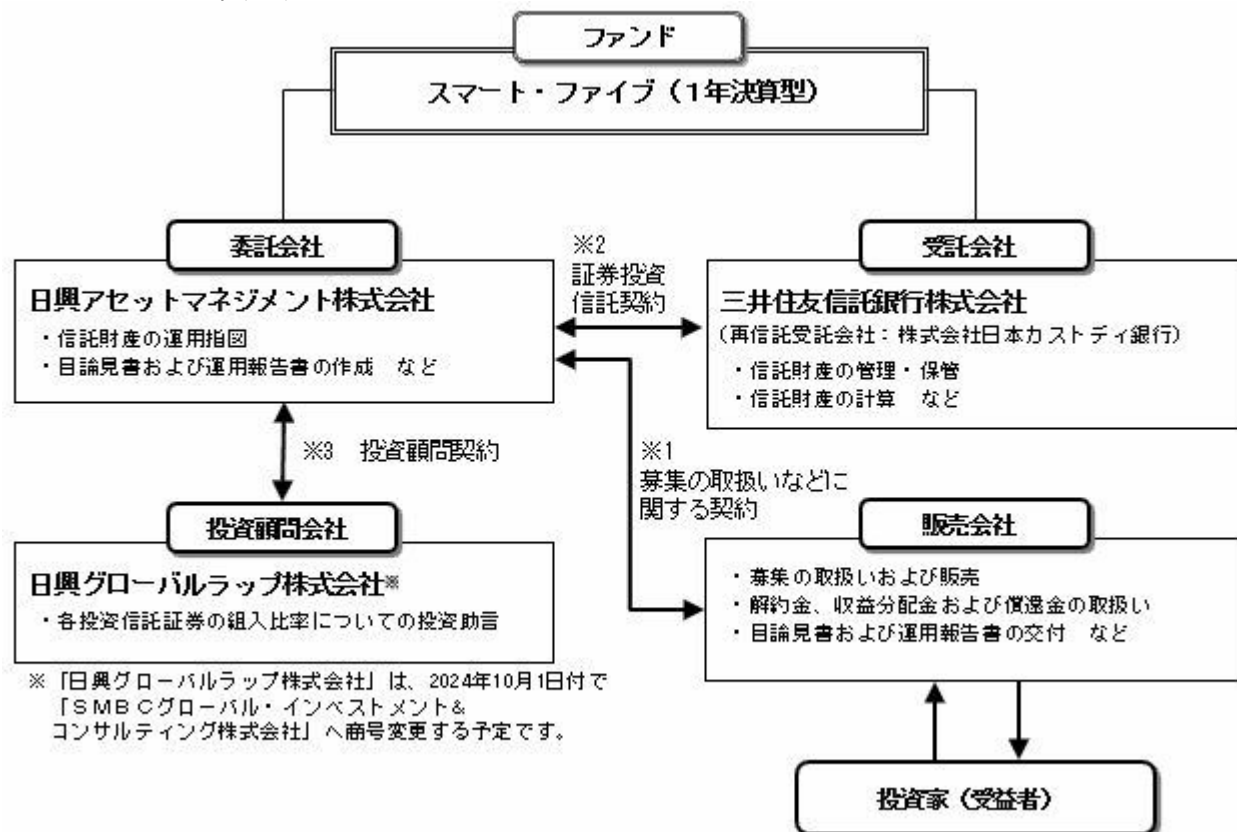 ファンド
スマート・ファイブ（1年決算型）
委託会社
日興アセットマネジメント株式会社
・信託財産の運用指図
・目論見書および運用報告書の作成　など
※2
証券投資
信託契約
受託会社
三井住友信託銀行株式会社
（再信託受託会社：株式会社日本カストディ銀行）
・信託財産の管理・保管
・信託財産の計算　など
※3　投資顧問契約
※1
募集の取扱いなどに
関する契約
投資顧問会社
日興グローバルラップ株式会社※
・各投資信託証券の組入比率についての投資助言
※「日興グローバルラップ株式会社」は、2024年10月1日付で
「ＳＭＢＣグローバル・インベストメント&
コンサルティング株式会社」へ商号変更する予定です。
販売会社
・募集の取扱いおよび販売
・解約金、収益分配金および償還金の取扱い
・目論見書および運用報告書の交付　など
投資家（受益者）